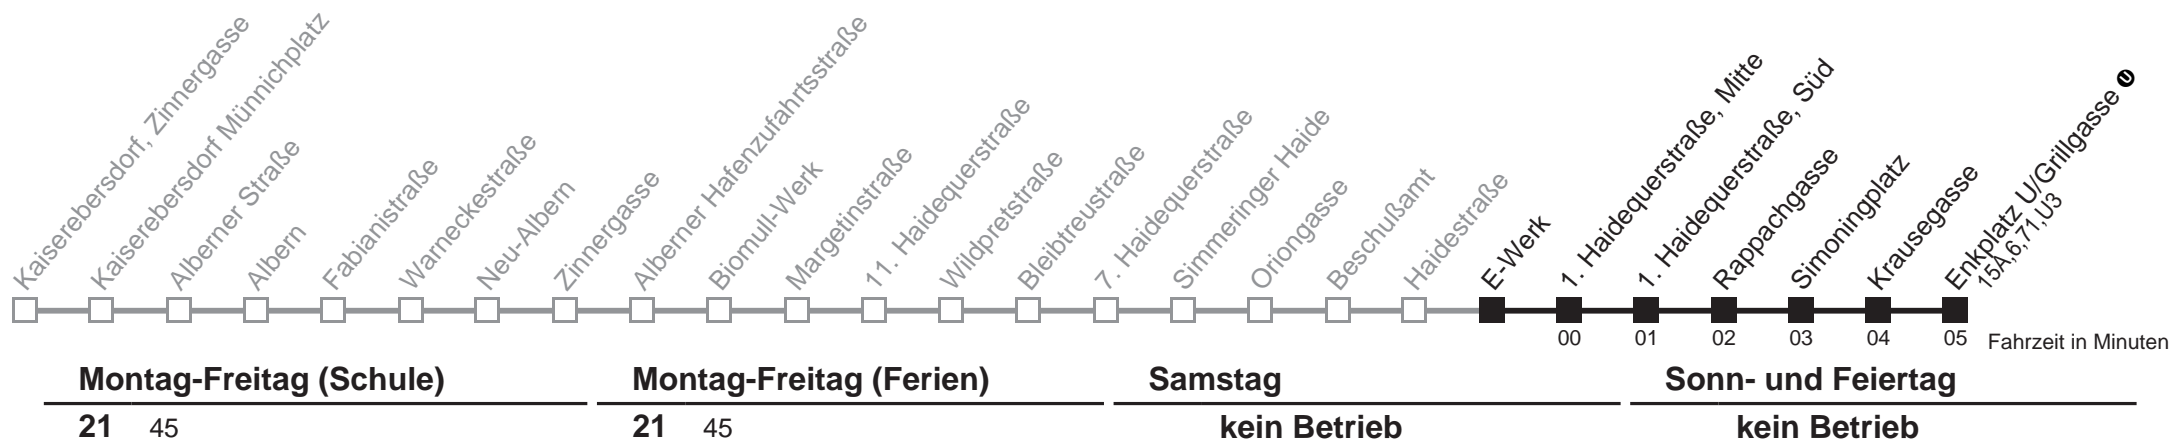 Kaiserebersdorf, Zinnergasse
Kaiserebersdorf Münnichplatz
Alberner Straße
Albern
Fabianistraße
Warneckestraße
Neu-Albern
Zinnergasse
Alberner Hafenzufahrtsstraße
Biomull-Werk
Margetinstraße
11. Haidequerstraße
Wildpretstraße
Bleibtreustraße
7. Haidequerstraße
Simmeringer Haide
Oriongasse
Beschußamt
Haidestraße
E-Werk
1. Haidequerstraße, Mitte
1. Haidequerstraße, Süd
Rappachgasse
Simoningplatz
Krausegasse
Enkplatz U/Grillgasse U
15A,6,71,U3
00 01 02 03 04 05 Fahrzeit in Minuten
Montag-Freitag (Schule) Montag-Freitag (Ferien) Samstag Sonn- und Feiertag
21 45 21 45 kein Betrieb kein Betrieb